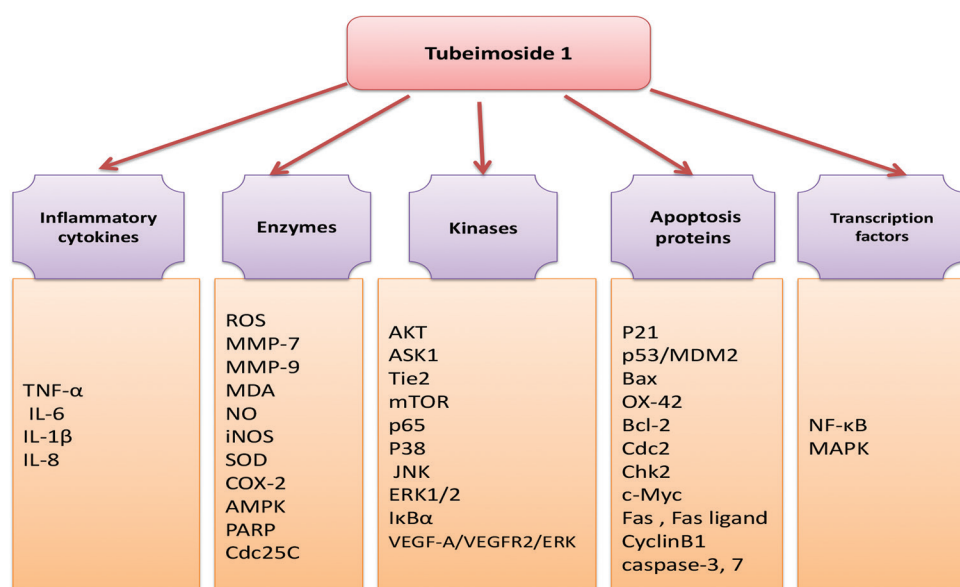 Tubeimoside 1
Inflammatory
cytokines
Enzymes
Kinases
Apoptosis
proteins
Transcription
factors
TNF-α
IL-6
IL-1β
IL-8
ROS
MMP-7
MMP-9
MDA
NO
iNOS
SOD
COX-2
AMPK
PARP
Cdc25C
AKT
ASK1
Tie2
mTOR
p65
P38
JNK
ERK1/2
IκBα
VEGF-A/VEGFR2/ERK
P21
p53/MDM2
Bax
OX-42
Bcl-2
Cdc2
Chk2
c-Myc
Fas , Fas ligand
CyclinB1
caspase-3, 7
NF-κB
MAPK